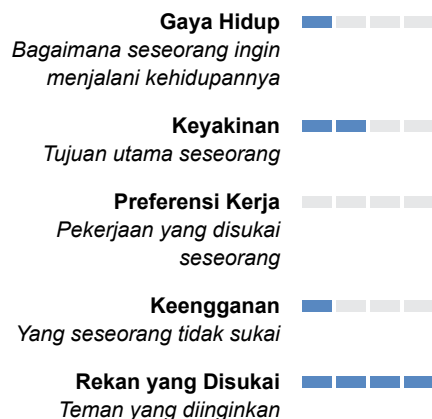 Gaya Hidup
Bagaimana seseorang ingin
menjalani kehidupannya
Keyakinan
Tujuan utama seseorang
Preferensi Kerja
Pekerjaan yang disukai
seseorang
Keengganan
Yang seseorang tidak sukai
Rekan yang Disukai
Teman yang diinginkan